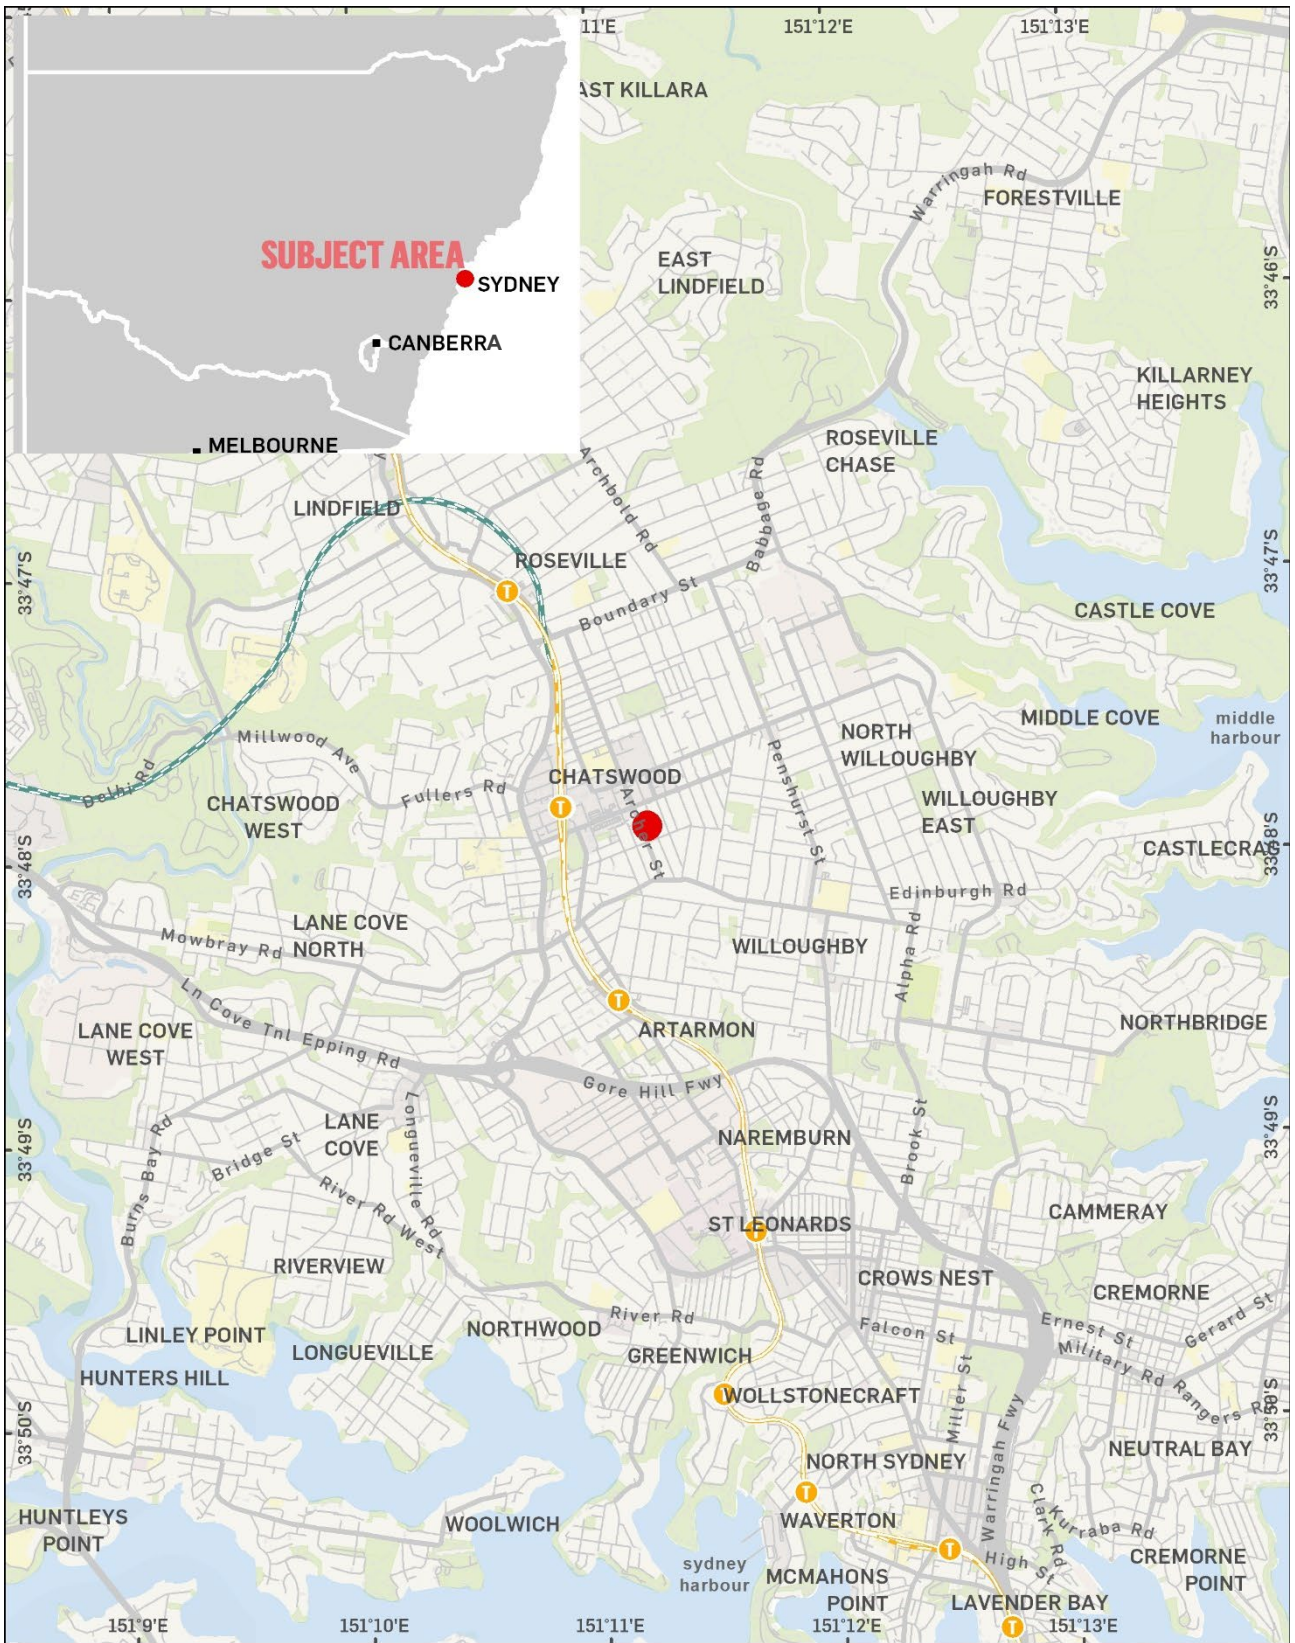 11'E
151°12'E
151°13'E
AST KILLARA
Warringah Rd
FORESTVILLE
SUBJECT AREA
SYDNEY
EAST
LINDFIELD
33°46'S
CANBERRA
KILLARNEY
HEIGHTS
MELBOURNE
ROSEVILLE
CHASE
Archbold Rd
Babbage Rd
LINDFIELD
ROSEVILLE
T
33°47'S
33°47'S
Boundary St
CASTLE COVE
MIDDLE COVE
middle
harbour
Millwood Ave
NORTH
WILLOUGHBY
Penshurst St
Delhi Rd
CHATSWOOD
Fullers Rd
CHATSWOOD
WEST
T
Archer St
WILLOUGHBY
EAST
33°48'S
33°48'S
CASTLECRAG
Edinburgh Rd
LANE COVE
NORTH
Mowbray Rd
WILLOUGHBY
Alpha Rd
Ln Cove Tnl Epping Rd
T
ARTARMON
LANE COVE
WEST
NORTHBRIDGE
Gore Hill Fwy
Longueville Rd
LANE
COVE
Burns Bay Rd
Bridge St
NAREMBURN
Brook St
33°49'S
33°49'S
River Rd West
ST LEONARDS
T
CAMMERAY
RIVERVIEW
CROWS NEST
CREMORNE
River Rd
NORTHWOOD
LINLEY POINT
LONGUEVILLE
GREENWICH
Falcon St
Ernest St
Gerard St
Military Rd
Rangers R
HUNTERS HILL
T
WOLLSTONECRAFT
Miller St
Warringah Fwy
33°50'S
33°50'S
NEUTRAL BAY
NORTH SYDNEY
T
HUNTLEYS
POINT
WOOLWICH
WAVERTON
T
Clark Rd
Kurraba Rd
High St
sydney
harbour
MCMAHONS
POINT
CREMORNE
POINT
LAVENDER BAY
T
151°9'E
151°10'E
151°11'E
151°12'E
151°13'E